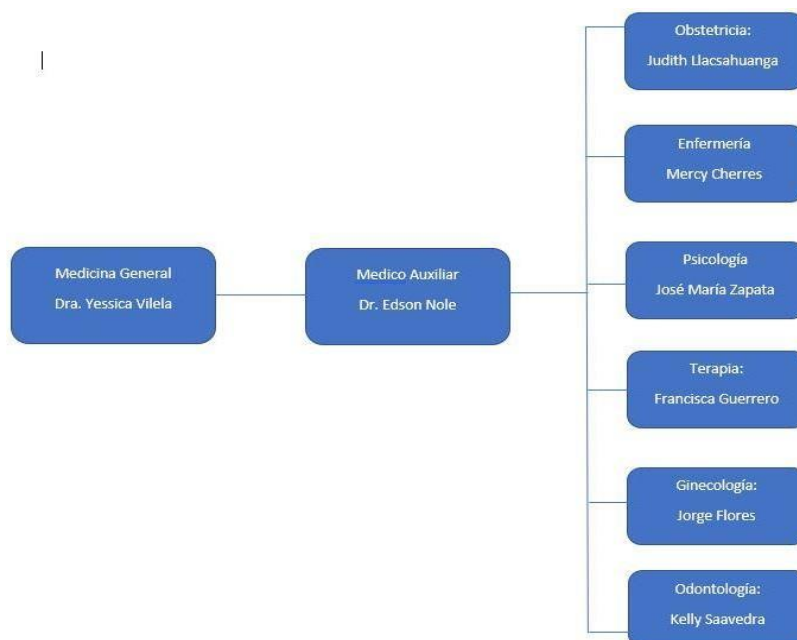 Medicina General
Dra. Yessica Vilela
Medico Auxiliar
Dr. Edson Nole
Obstetricia:
Judith Llacsahuanga
Enfermería
Mercy Cherres
Psicología
José María Zapata
Terapia:
Francisca Guerrero
Ginecología:
Jorge Flores
Odontología:
Kelly Saavedra